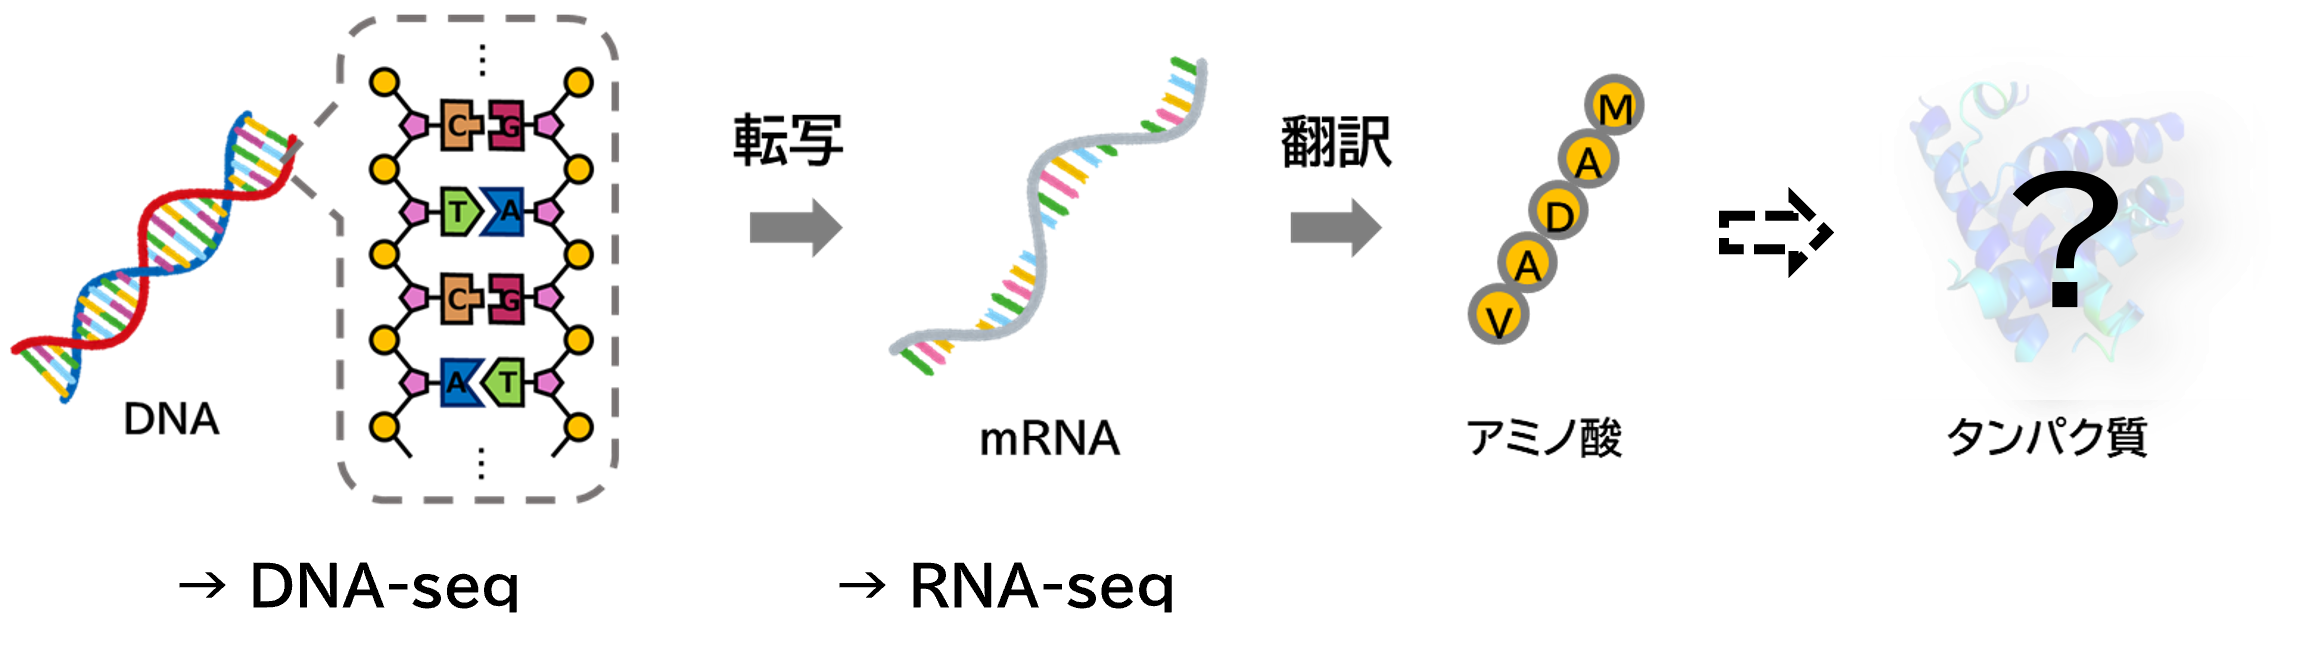 ⋮
C G
T A
C G
A T
⋮
DNA
転写
mRNA
翻訳
M
A
D
A
V
アミノ酸
?
タンパク質
→ DNA-seq
→ RNA-seq